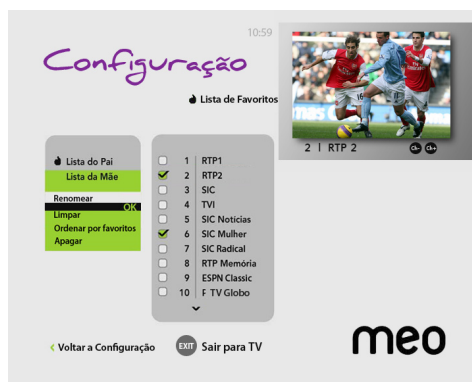 10:59
Configuração
Lista de Favoritos
2 | RTP 2
Ch- Ch+
Lista do Pai
Lista da Mãe
Renomear
OK
Limpar
Ordenar por favoritos
Apagar
1 RTP1
2 RTP2
3 SIC
4 TVI
5 SIC Notícias
6 SIC Mulher
7 SIC Radical
8 RTP Memória
9 ESPN Classic
10 F TV Globo
‹ Voltar a Configuração
EXIT Sair para TV
meo